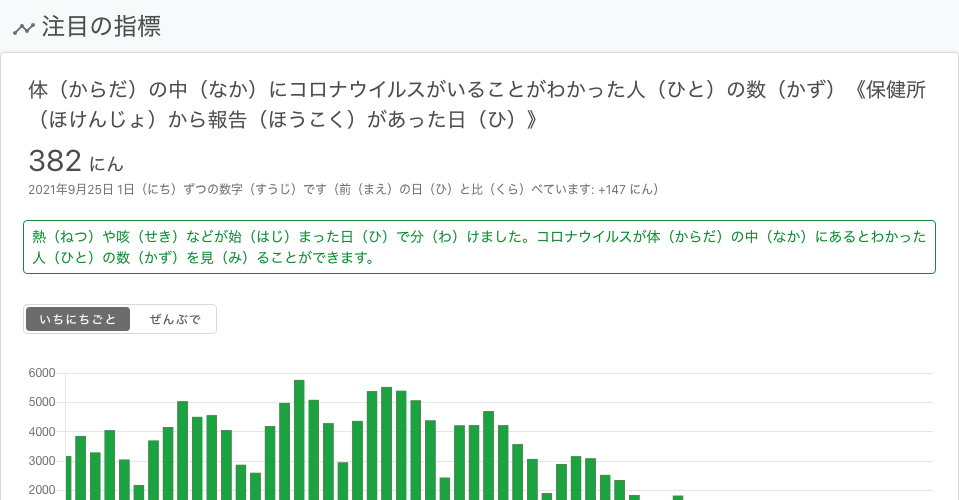 注目の指標
体（からだ）の中（なか）にコロナウイルスがいることがわかった人（ひと）の数（かず）《保健所
（ほけんじょ）から報告（ほうこく）があった日（ひ）》
382 にん
2021年9月25日 1日（にち）ずつの数字（すうじ）です（前（まえ）の日（ひ）と比（くら）べています: +147 にん）
熱（ねつ）や咳（せき）などが始（はじ）まった日（ひ）で分（わ）けました。コロナウイルスが体（からだ）の中（なか）にあるとわかった
人（ひと）の数（かず）を見（み）ることができます。
いちにちごと ぜんぶで
6000
5000
4000
3000
2000